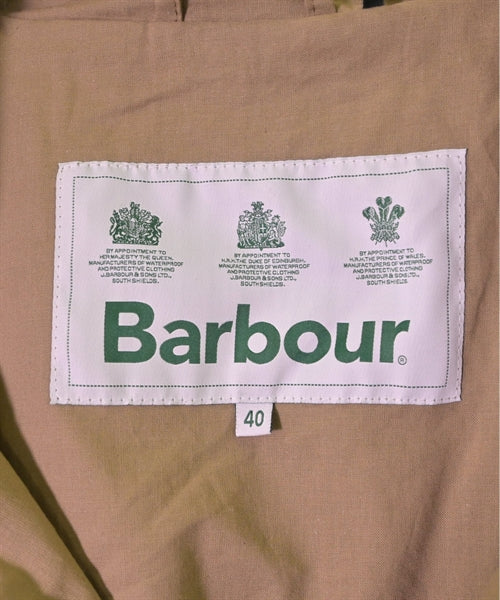 BY APPOINTMENT TO
HER MAJESTY THE QUEEN.
MANUFACTURERS OF WATERPROOF
AND PROTECTIVE CLOTHING
J.BARBOUR & SONS LTD.,
SOUTH SHIELDS.
BY APPOINTMENT TO
H.R.H. THE DUKE OF EDINBURGH.
MANUFACTURERS OF WATERPROOF
AND PROTECTIVE CLOTHING
J.BARBOUR & SONS LTD.,
SOUTH SHIELDS.
BY APPOINTMENT TO
H.R.H. THE PRINCE OF WALES.
MANUFACTURERS OF WATERPROOF
AND PROTECTIVE CLOTHING
J.BARBOUR & SONS LTD.,
SOUTH SHIELDS.
Barbour®
40